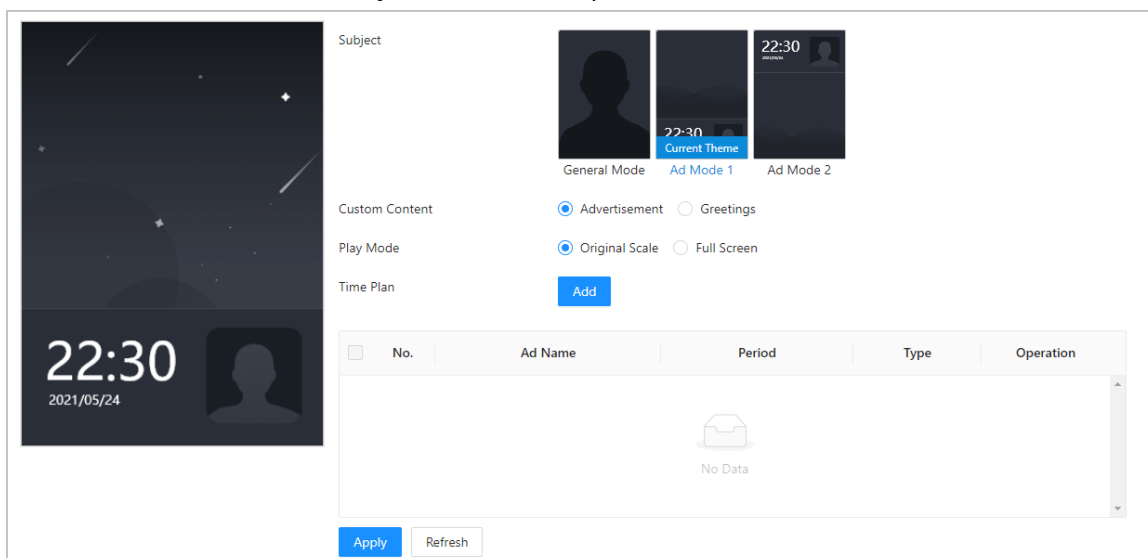 Subject
22:30
Current Theme
22:30
General Mode
Ad Mode 1
Ad Mode 2
Custom Content
Advertisement
Greetings
Play Mode
Original Scale
Full Screen
Time Plan
Add
22:30
2021/05/24
No.
Ad Name
Period
Type
Operation
No Data
Apply
Refresh